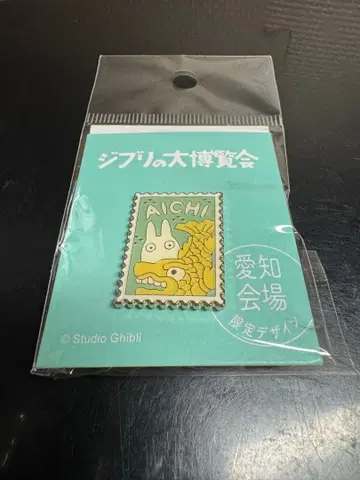 ジブリの大博覧会
AICHI
愛知
会場
限定デザイン
© Studio Ghibli